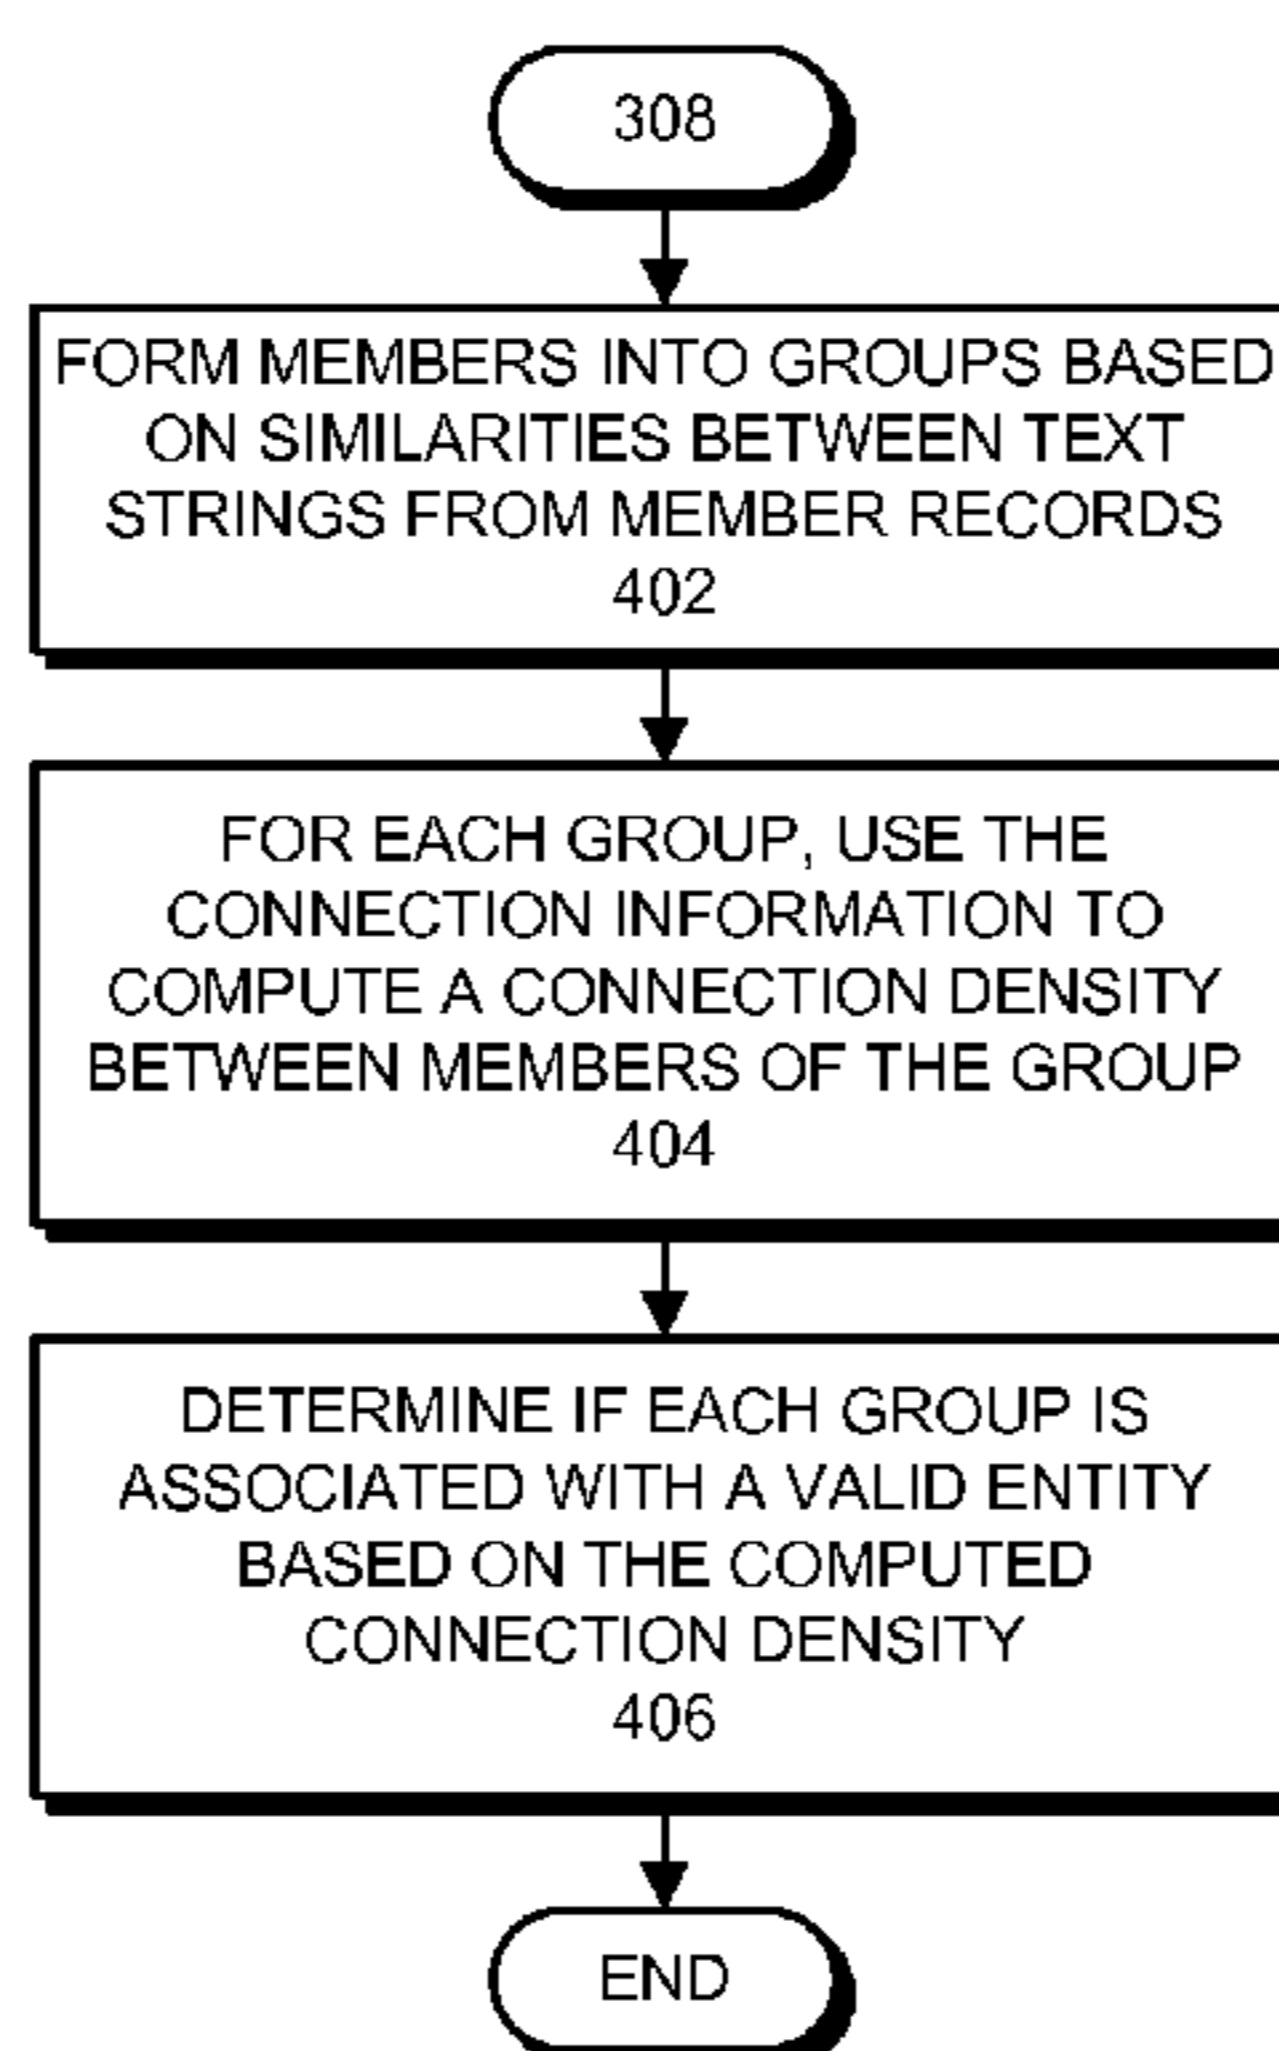 308
FORM MEMBERS INTO GROUPS BASED
ON SIMILARITIES BETWEEN TEXT
STRINGS FROM MEMBER RECORDS
402
FOR EACH GROUP, USE THE
CONNECTION INFORMATION TO
COMPUTE A CONNECTION DENSITY
BETWEEN MEMBERS OF THE GROUP
404
DETERMINE IF EACH GROUP IS
ASSOCIATED WITH A VALID ENTITY
BASED ON THE COMPUTED
CONNECTION DENSITY
406
END